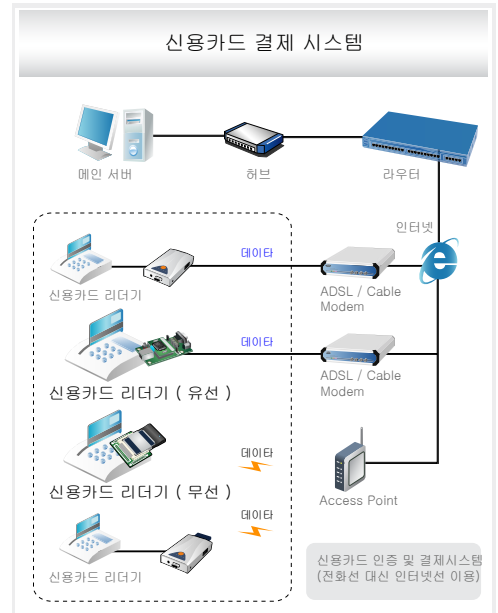 신용카드 결제 시스템
메인 서버
허브
라우터
인터넷
데이타
신용카드 리더기
ADSL / Cable
Modem
데이타
신용카드 리더기 ( 유선 )
ADSL / Cable
Modem
데이타
신용카드 리더기 ( 무선 )
Access Point
데이타
신용카드 리더기
신용카드 인증 및 결제시스템
(전화선 대신 인터넷선 이용)